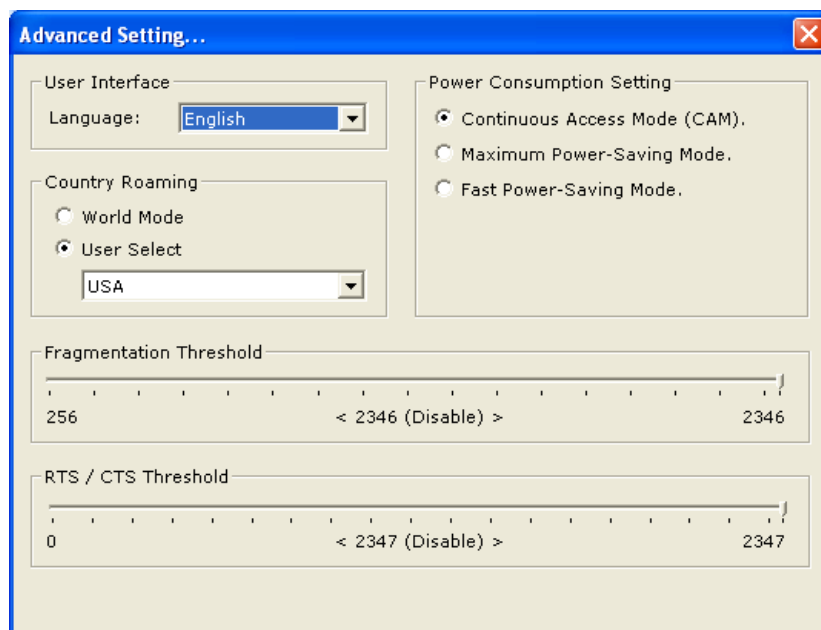 Advanced Setting...
User Interface
Language:
English
Country Roaming
World Mode
User Select
USA
Power Consumption Setting
Continuous Access Mode (CAM).
Maximum Power-Saving Mode.
Fast Power-Saving Mode.
Fragmentation Threshold
256 < 2346 (Disable) > 2346
RTS / CTS Threshold
0 < 2347 (Disable) > 2347